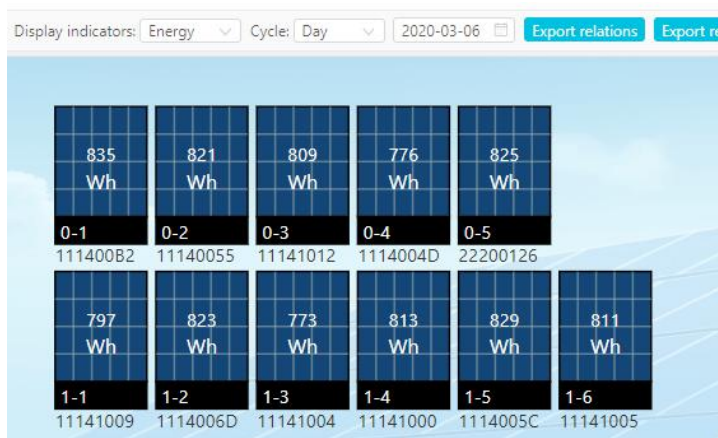 Display indicators: Energy Cycle: Day 2020-03-06 Export relations Export re
835 821 809 776 825
Wh Wh Wh Wh Wh
0-1 0-2 0-3 0-4 0-5
111400B2 11140055 11141012 1114004D 22200126
797 823 773 813 829 811
Wh Wh Wh Wh Wh Wh
1-1 1-2 1-3 1-4 1-5 1-6
11141009 1114006D 11141004 11141000 1114005C 11141005